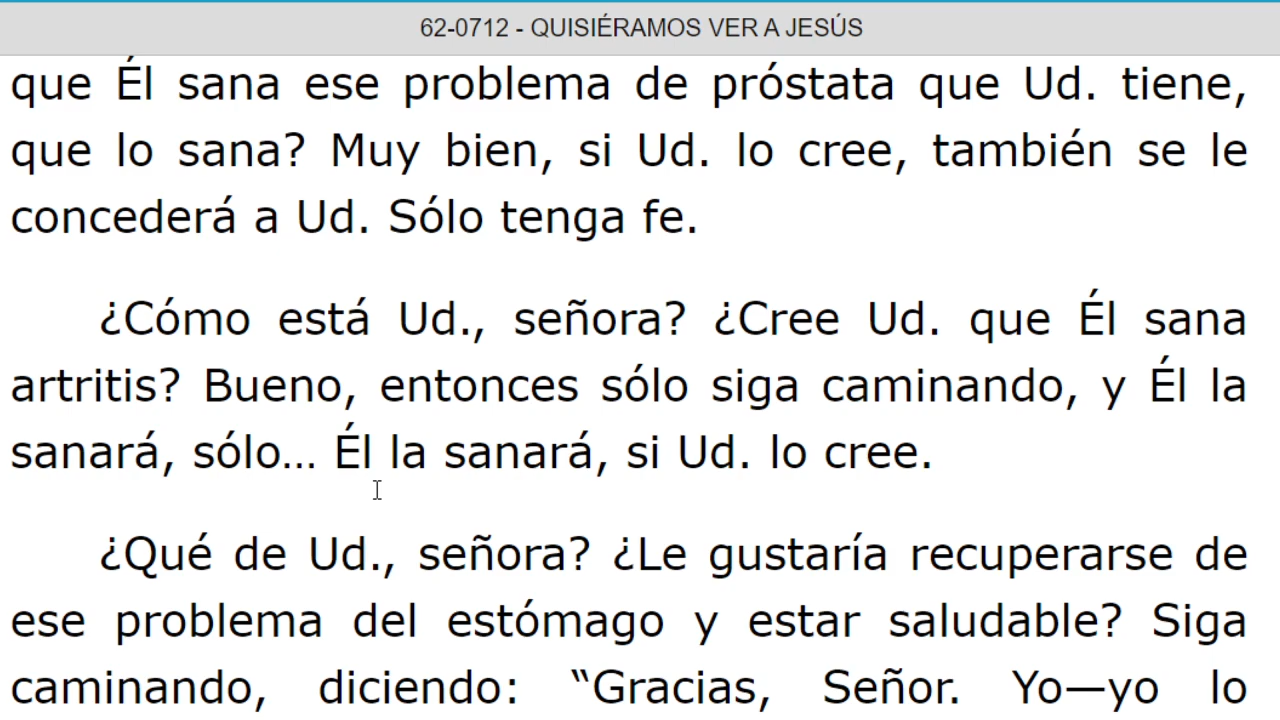 62-0712 - QUISIÉRAMOS VER A JESÚS
que Él sana ese problema de próstata que Ud. tiene,
que lo sana? Muy bien, si Ud. lo cree, también se le
concederá a Ud. Sólo tenga fe.
¿Cómo está Ud., señora? ¿Cree Ud. que Él sana
artritis? Bueno, entonces sólo siga caminando, y Él la
sanará, sólo… Él la sanará, si Ud. lo cree.
¿Qué de Ud., señora? ¿Le gustaría recuperarse de
ese problema del estómago y estar saludable? Siga
caminando, diciendo: “Gracias, Señor. Yo—yo lo